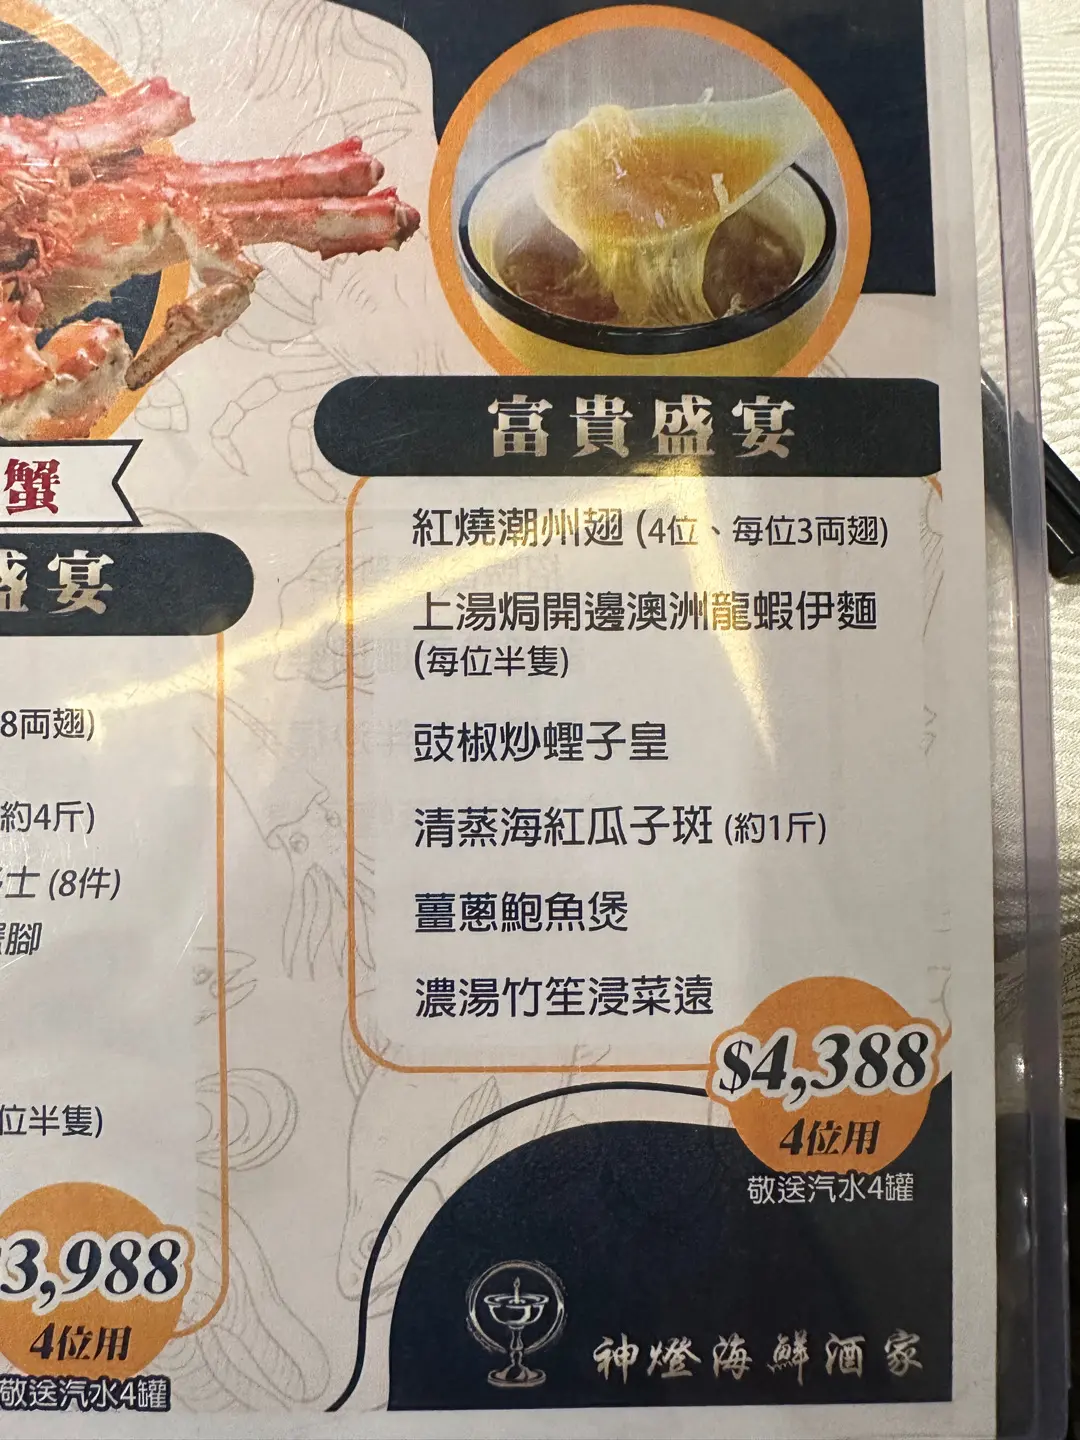 蟹
盛宴
8両翅)
約4斤)
士 (8件)
腳
位半隻)
3,988
4位用
敬送汽水4罐
富貴盛宴
紅燒潮州翅 (4位、每位3両翅)
上湯焗開邊澳洲龍蝦伊麵
(每位半隻)
豉椒炒蟶子皇
清蒸海紅瓜子斑 (約1斤)
薑蔥鮑魚煲
濃湯竹笙浸菜遠
$4,388
4位用
敬送汽水4罐
神燈海鮮酒家